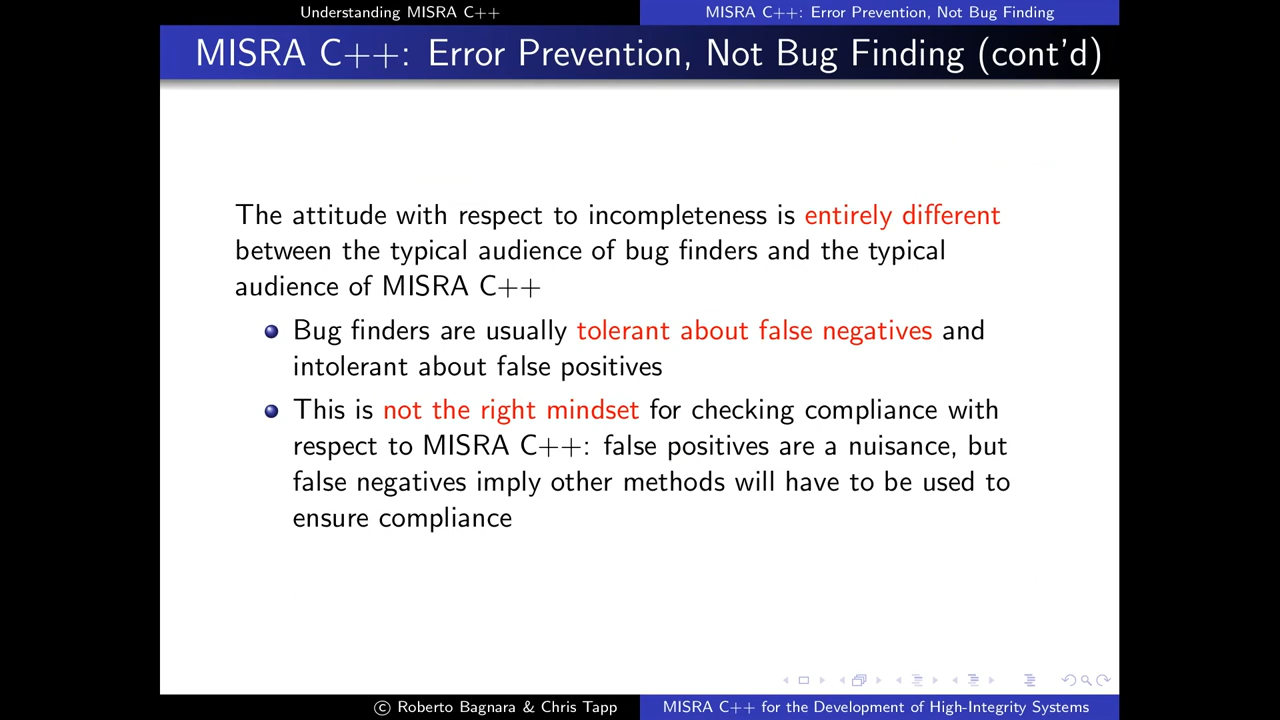 Understanding MISRA C++
MISRA C++: Error Prevention, Not Bug Finding
MISRA C++: Error Prevention, Not Bug Finding (cont'd)
The attitude with respect to incompleteness is entirely different
between the typical audience of bug finders and the typical
audience of MISRA C++
Bug finders are usually tolerant about false negatives and
intolerant about false positives
This is not the right mindset for checking compliance with
respect to MISRA C++: false positives are a nuisance, but
false negatives imply other methods will have to be used to
ensure compliance
© Roberto Bagnara & Chris Tapp
MISRA C++ for the Development of High-Integrity Systems